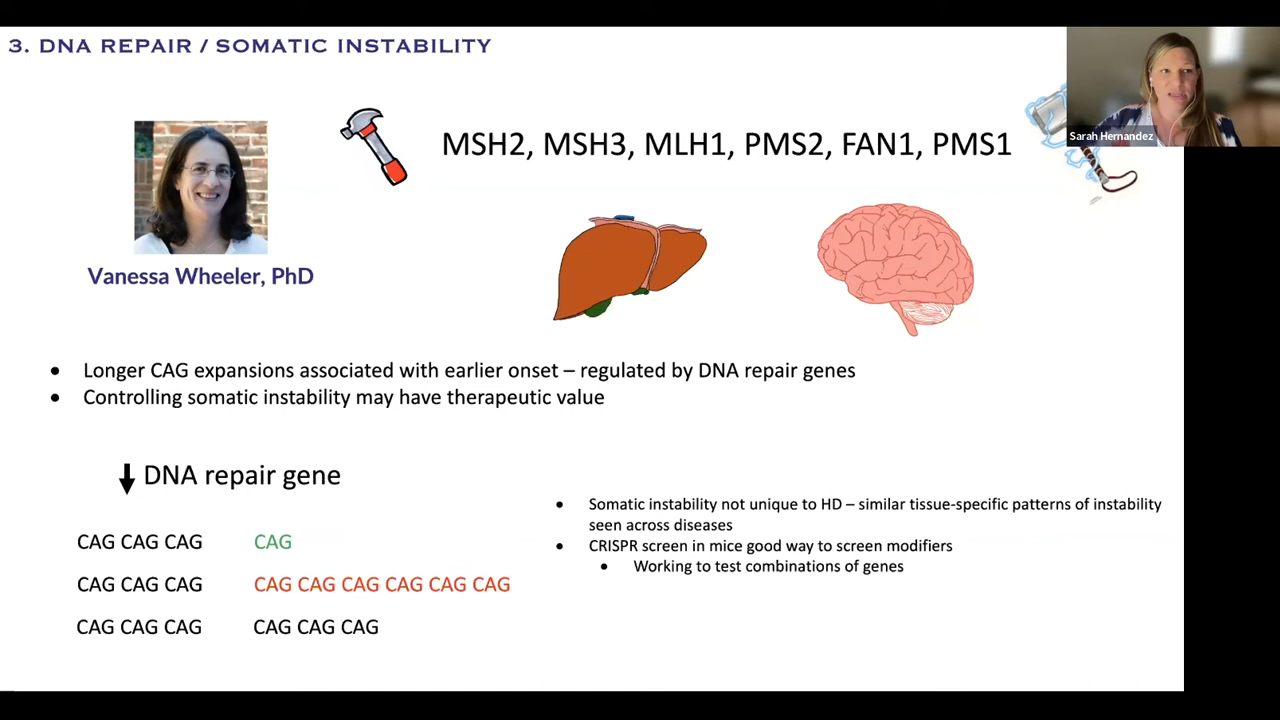 3. DNA REPAIR / SOMATIC INSTABILITY
Sarah Hernandez
MSH2, MSH3, MLH1, PMS2, FAN1, PMS1
Vanessa Wheeler, PhD
• Longer CAG expansions associated with earlier onset – regulated by DNA repair genes
• Controlling somatic instability may have therapeutic value
DNA repair gene
CAG CAG CAG CAG
CAG CAG CAG CAG CAG CAG CAG CAG CAG
CAG CAG CAG CAG CAG CAG
• Somatic instability not unique to HD – similar tissue-specific patterns of instability
seen across diseases
• CRISPR screen in mice good way to screen modifiers
• Working to test combinations of genes